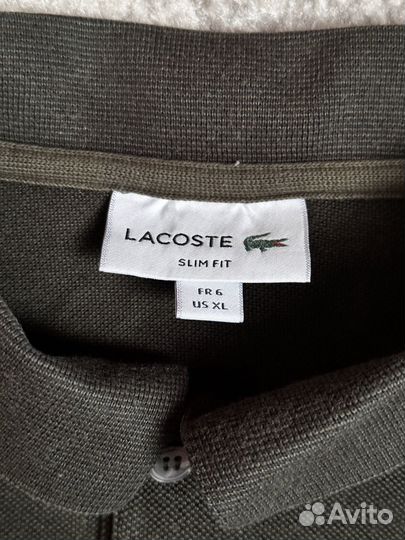 LACOSTE
SLIM FIT
FR 6
US XL
Avito